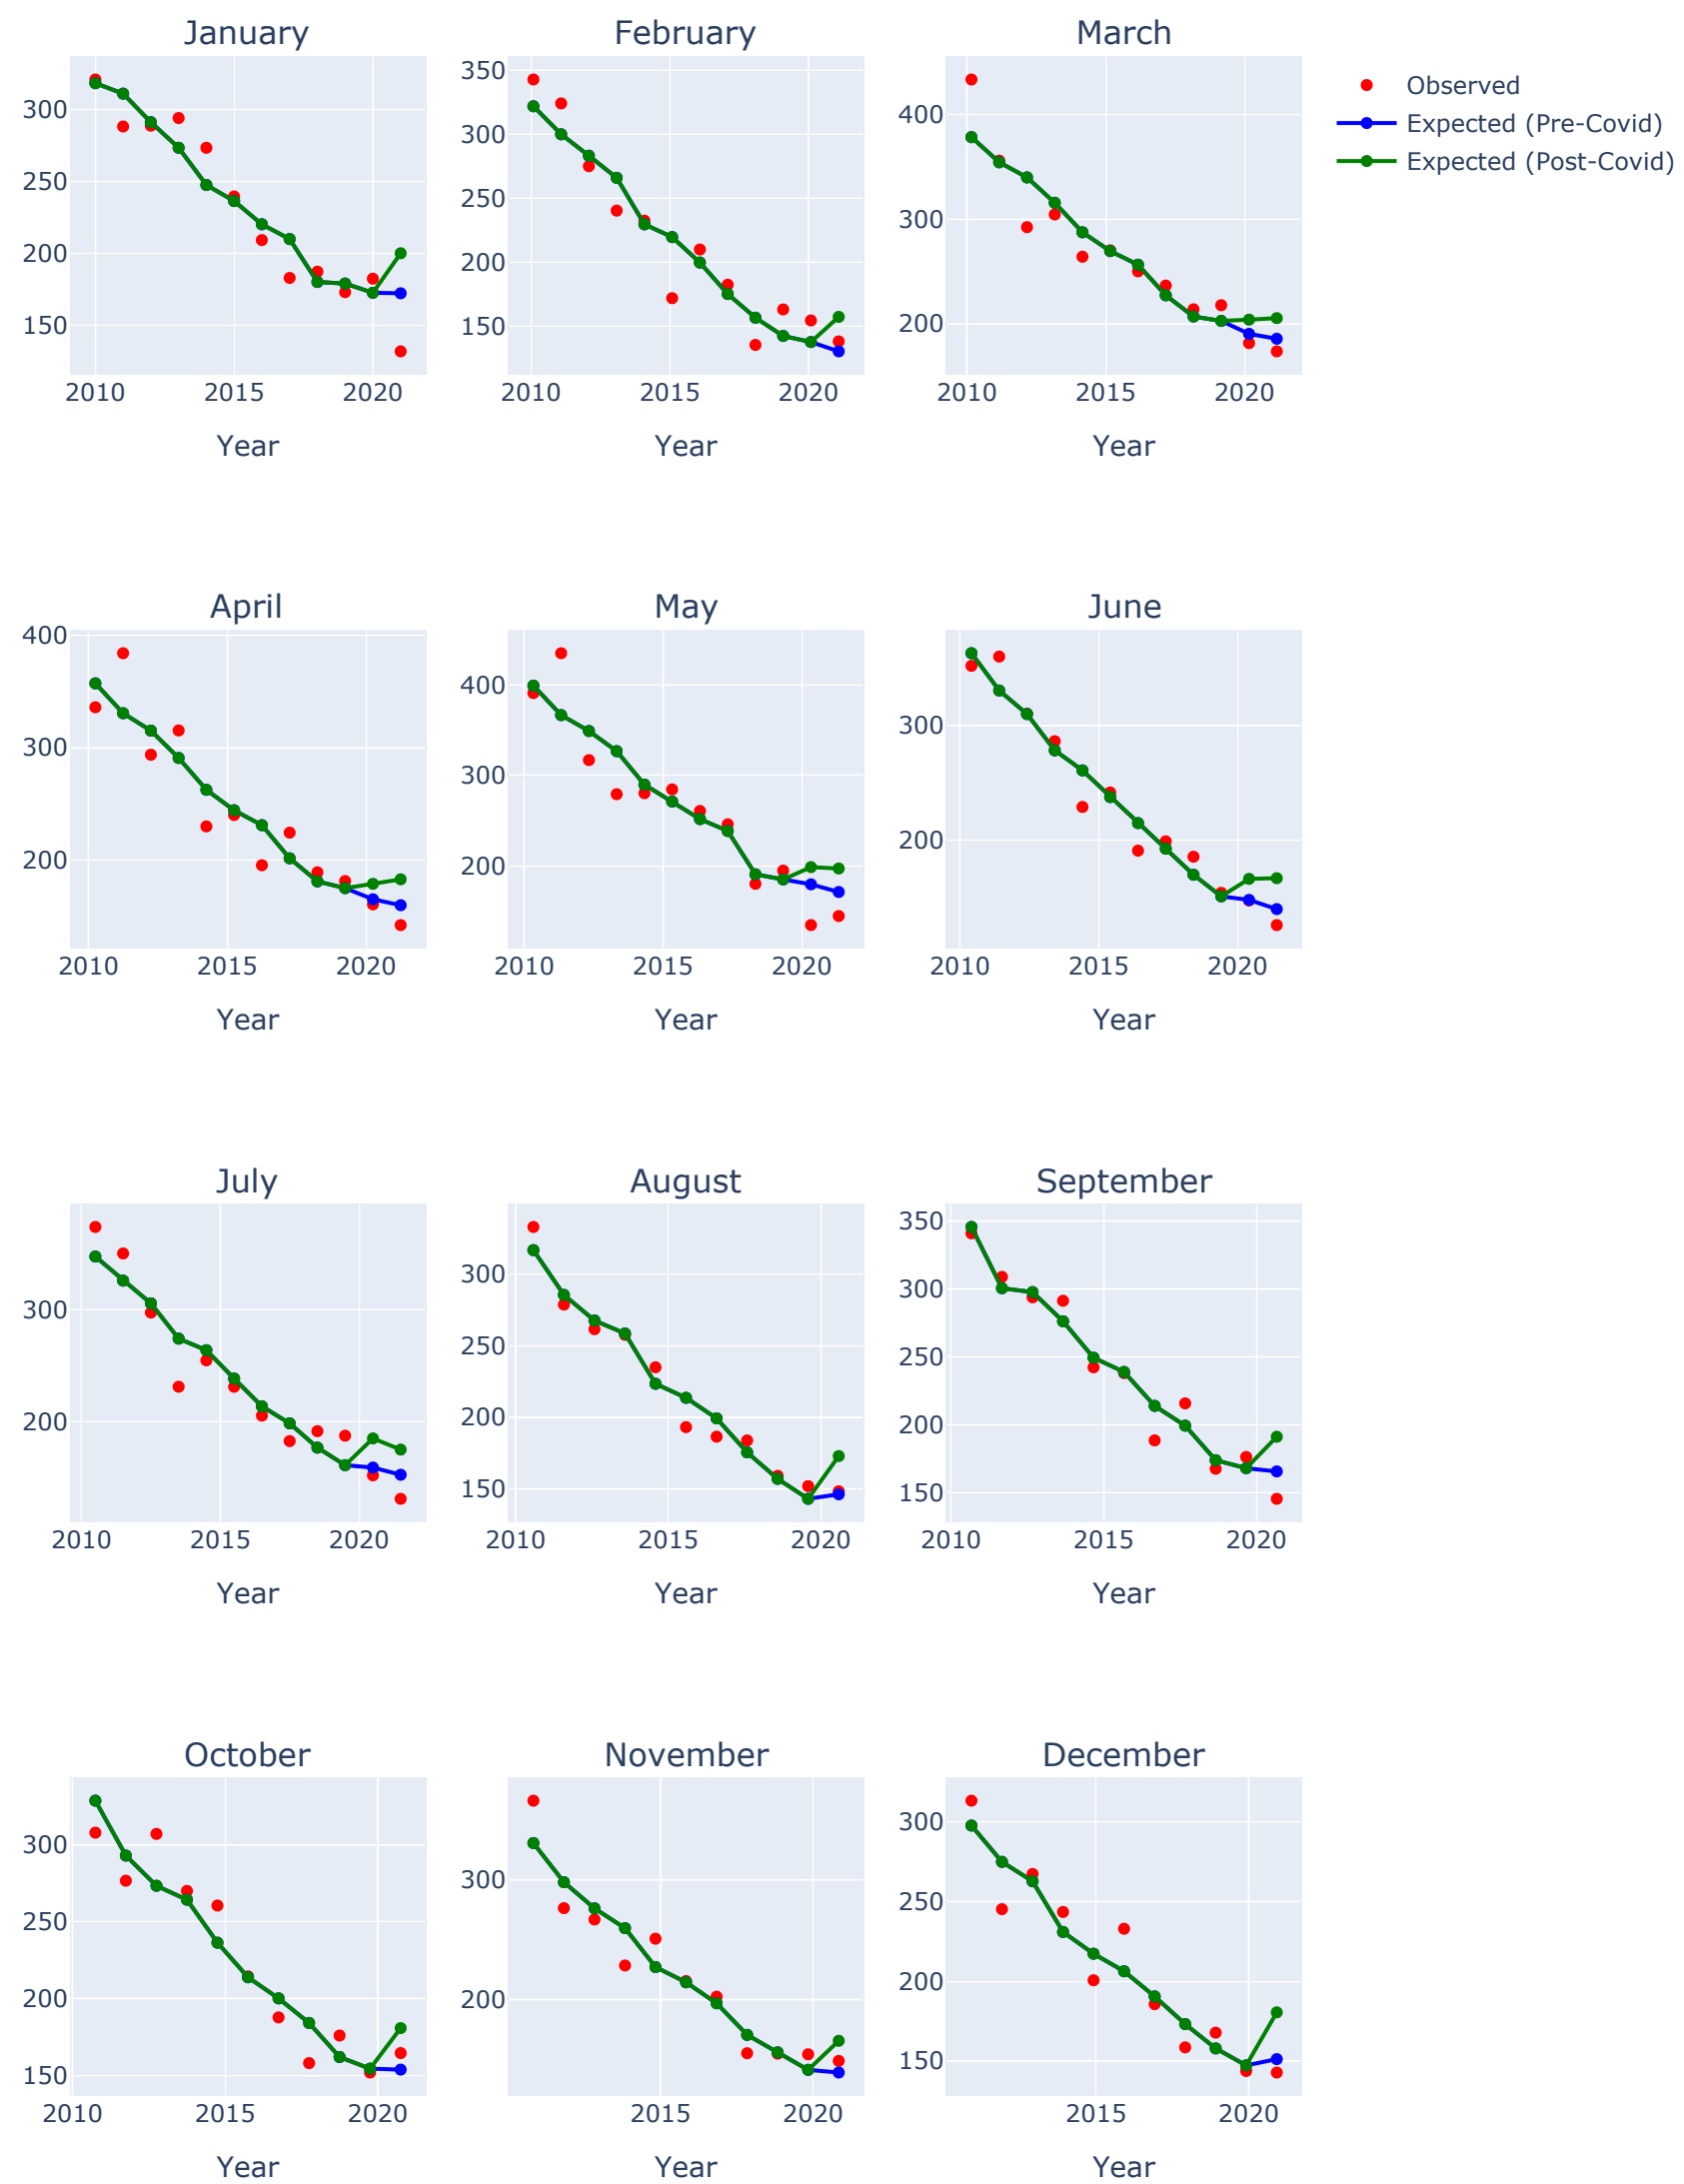 January
February
March
300
250
200
150
2010 2015 2020
Year
350
300
250
200
150
2010 2015 2020
Year
400
300
200
2010 2015 2020
Year
Observed
Expected (Pre-Covid)
Expected (Post-Covid)
April
May
June
400
300
200
2010 2015 2020
Year
400
300
200
2010 2015 2020
Year
300
200
2010 2015 2020
Year
July
August
September
300
200
2010 2015 2020
Year
300
250
200
150
2010 2015 2020
Year
350
300
250
200
150
2010 2015 2020
Year
October
November
December
300
250
200
150
2010 2015 2020
Year
300
200
2015 2020
Year
300
250
200
150
2015 2020
Year